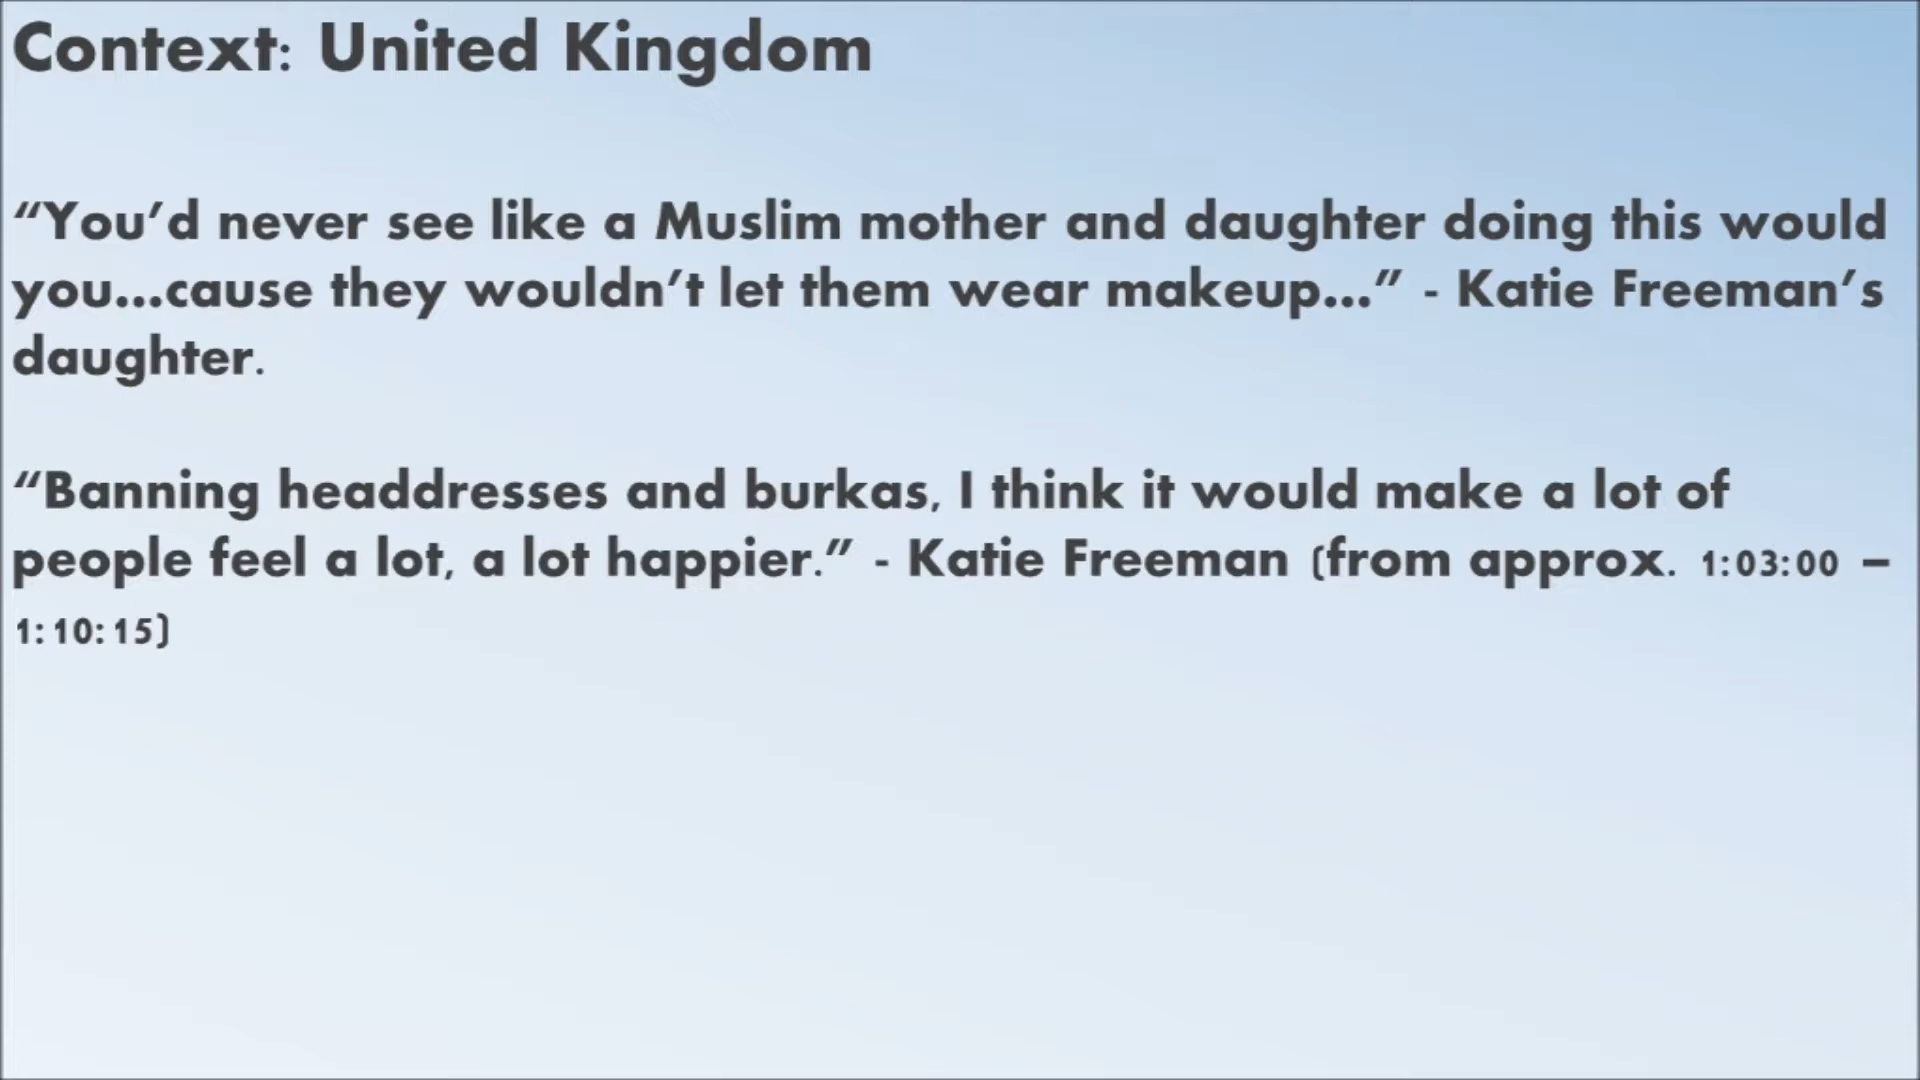 Context: United Kingdom
“You’d never see like a Muslim mother and daughter doing this would
you...cause they wouldn’t let them wear makeup...” - Katie Freeman’s
daughter.
“Banning headdresses and burkas, I think it would make a lot of
people feel a lot, a lot happier.” - Katie Freeman (from approx. 1:03:00 –
1:10:15)